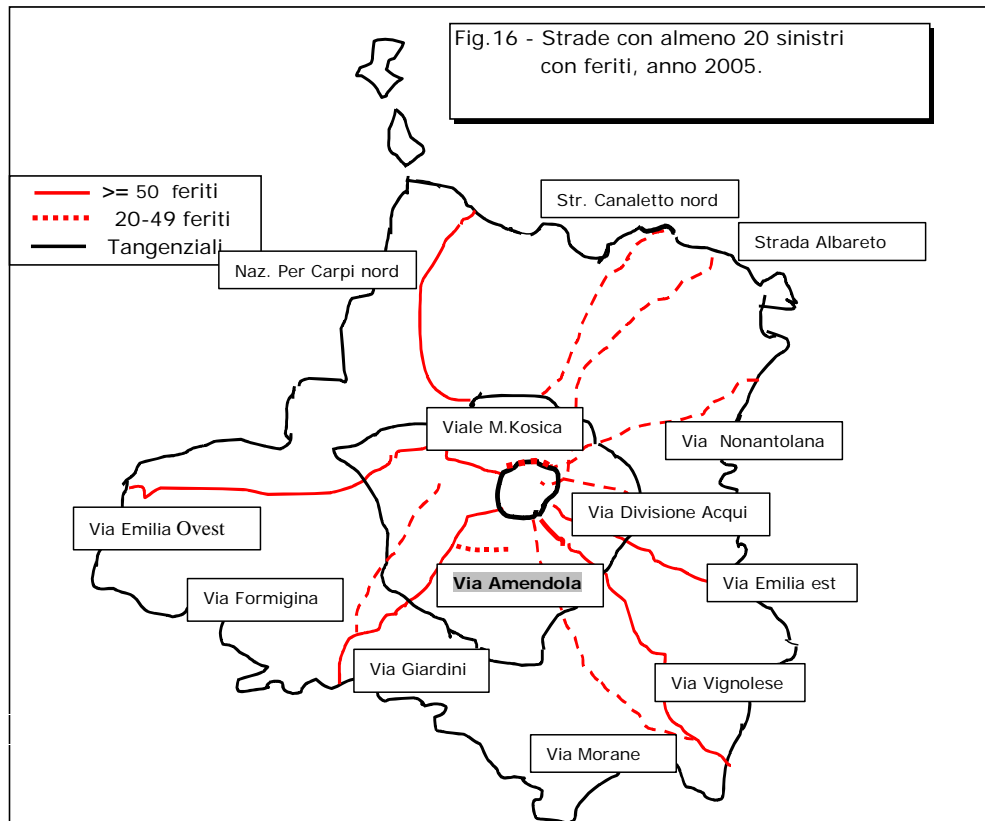 Fig.16 - Strade con almeno 20 sinistri
con feriti, anno 2005.
>= 50 feriti
20-49 feriti
Tangenziali
Str. Canaletto nord
Strada Albareto
Naz. Per Carpi nord
Viale M.Kosica
Via Nonantolana
Via Emilia Ovest
Via Divisione Acqui
Via Amendola
Via Emilia est
Via Formigina
Via Giardini
Via Vignolese
Via Morane